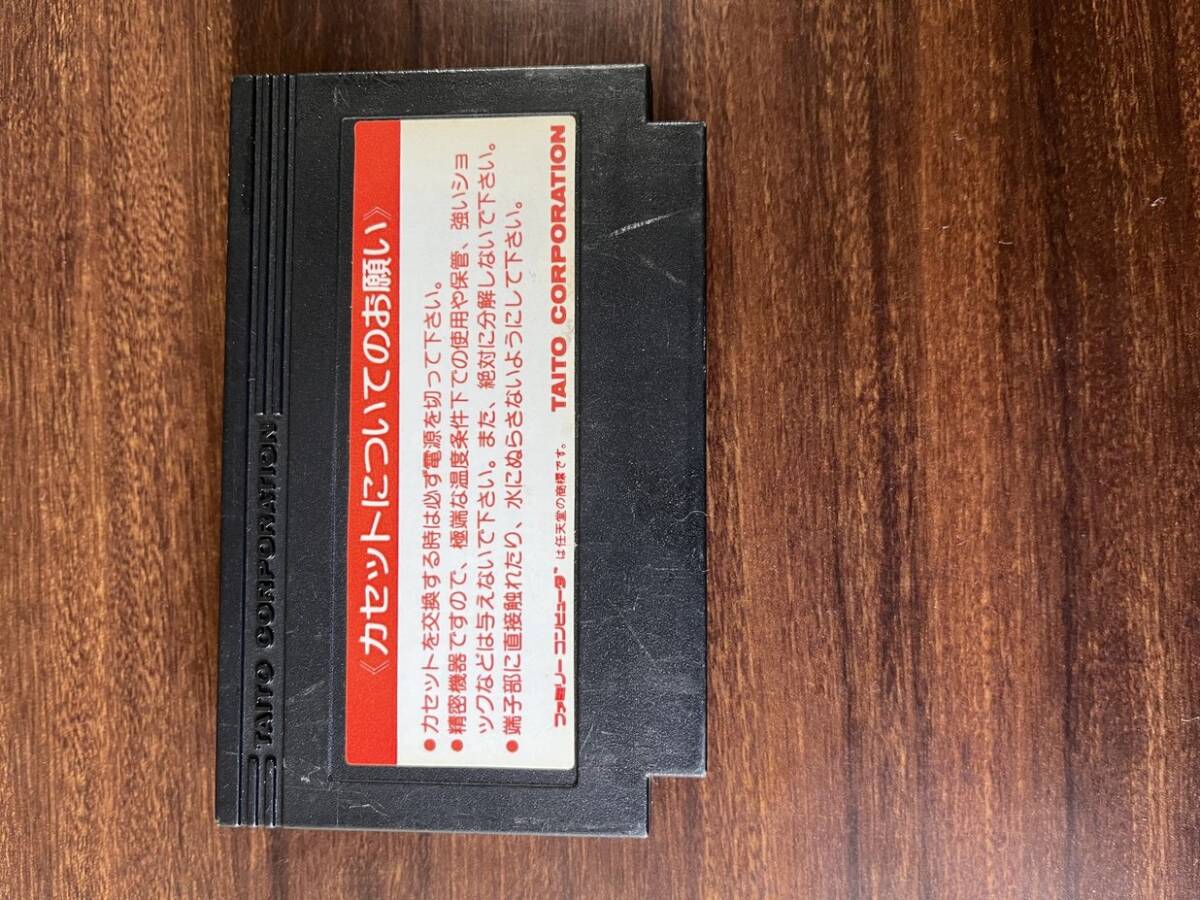 TAITO CORPORATION
《カセットについてのお願い》
●カセットを交換する時は必ず電源を切って下さい。
●精密機器ですので、極端な温度条件下での使用や保管、強いショ
ックなどは与えないで下さい。また、絶対に分解しないで下さい。
●端子部に直接触れたり、水にぬらさないようにして下さい。
ファミリーコンピュータ™は任天堂の商標です。 TAITO CORPORATION